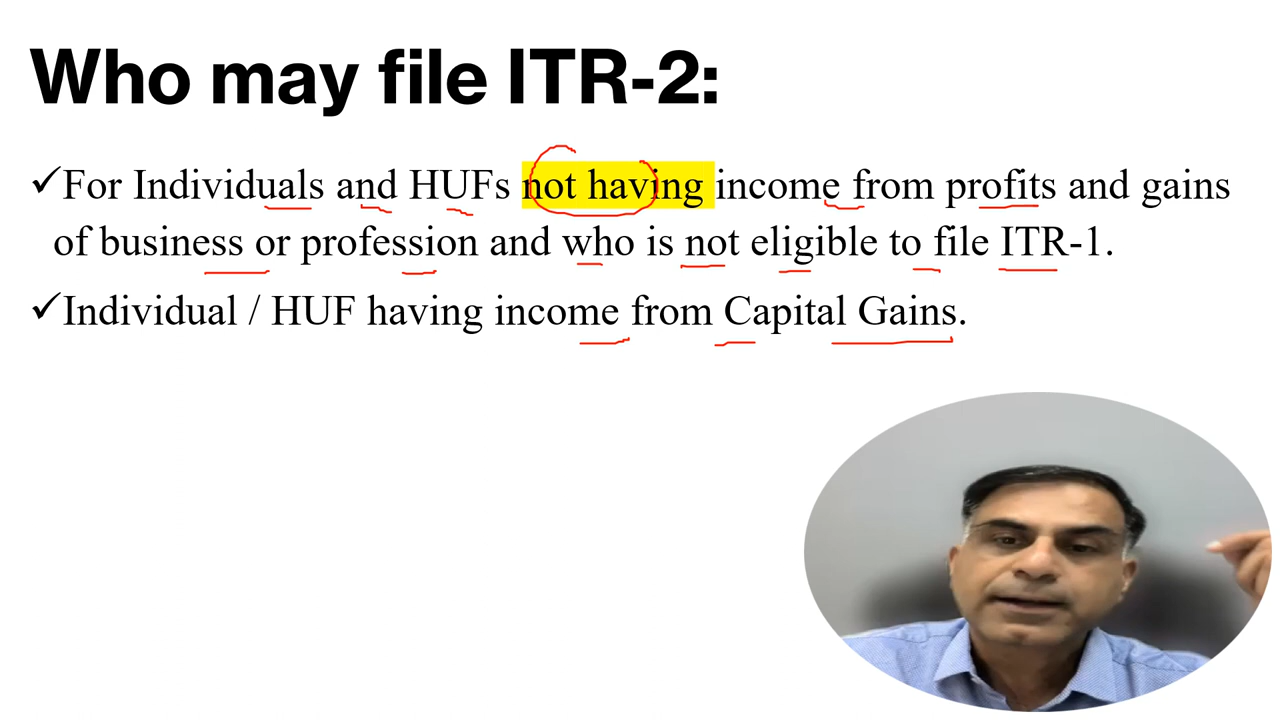 Who may file ITR-2:
✓For Individuals and HUFs not having income from profits and gains
of business or profession and who is not eligible to file ITR-1.
✓Individual / HUF having income from Capital Gains.